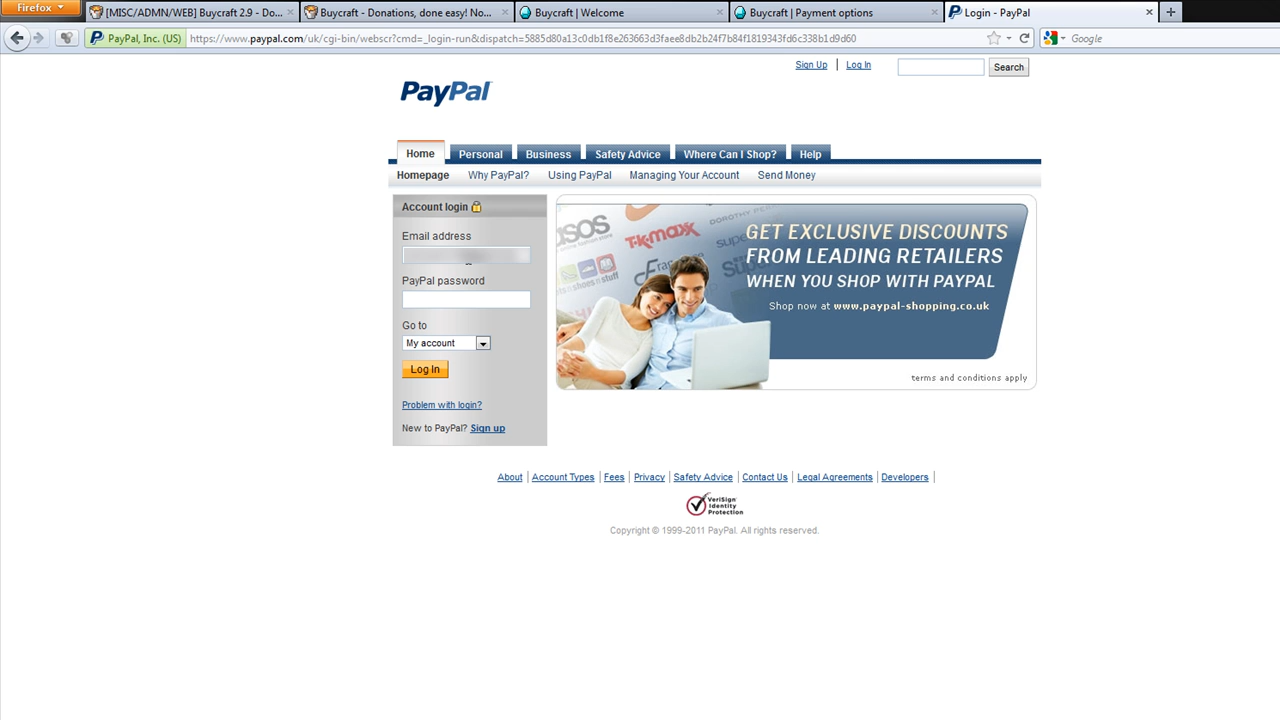 Firefox
[MISC/ADMN/WEB] Buycraft 2.9 - Do...
Buycraft - Donations, done easy! No...
Buycraft | Welcome
Buycraft | Payment options
Login - PayPal
PayPal, Inc. (US)
https://www.paypal.com/uk/cgi-bin/webscr?cmd=_login-run&dispatch=5885d80a13c0db1f8e263663d3faee8db2b24f7b84f1819343fd6c338b1d9d60
Google
Sign Up
Log In
Search
PayPal
Home
Personal
Business
Safety Advice
Where Can I Shop?
Help
Homepage
Why PayPal?
Using PayPal
Managing Your Account
Send Money
Account login
Email address
PayPal password
Go to
My account
Log In
Problem with login?
New to PayPal? Sign up
asos
T·k·maxx
GET EXCLUSIVE DISCOUNTS
FROM LEADING RETAILERS
WHEN YOU SHOP WITH PAYPAL
Shop now at www.paypal-shopping.co.uk
terms and conditions apply
About
Account Types
Fees
Privacy
Safety Advice
Contact Us
Legal Agreements
Developers
VeriSign
Identity
Protection
Copyright © 1999-2011 PayPal. All rights reserved.